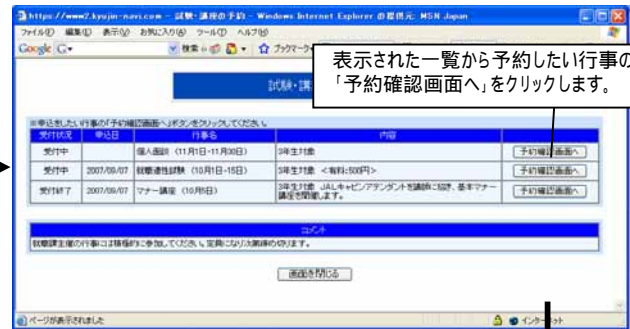 https://www2.kyujin-navi.com - 試験・講座の予約 - Windows Internet Explorer の提供元: MSN Japan
ファイル(F) 編集(E) 表示(V) お気に入り(A) ツール(T) ヘルプ(H)
Google G 検索 ブックマーク
表示された一覧から予約したい行事の
「予約確認画面へ」をクリックします。
試験・講
※申込をしたい行事の「予約確認画面へ」ボタンをクリックしてください。
受付状況 申込日 行事名 内容
受付中 個人面談 (11月1日-11月30日) 3年生対象 予約確認画面へ
受付中 2007/09/07 就職適性試験 (10月1日-15日) 3年生対象 <有料:500円> 予約確認画面へ
受付終了 2007/09/07 マナー講座 (10月5日) 3年生対象 JALキャビンアテンダントを講師に招き、基本マナー講座を開催します。 予約確認画面へ
コメント
就職課主催の行事には積極的に参加してください。定員になり次第締め切ります。
画面を閉じる
ページが表示されました インターネット